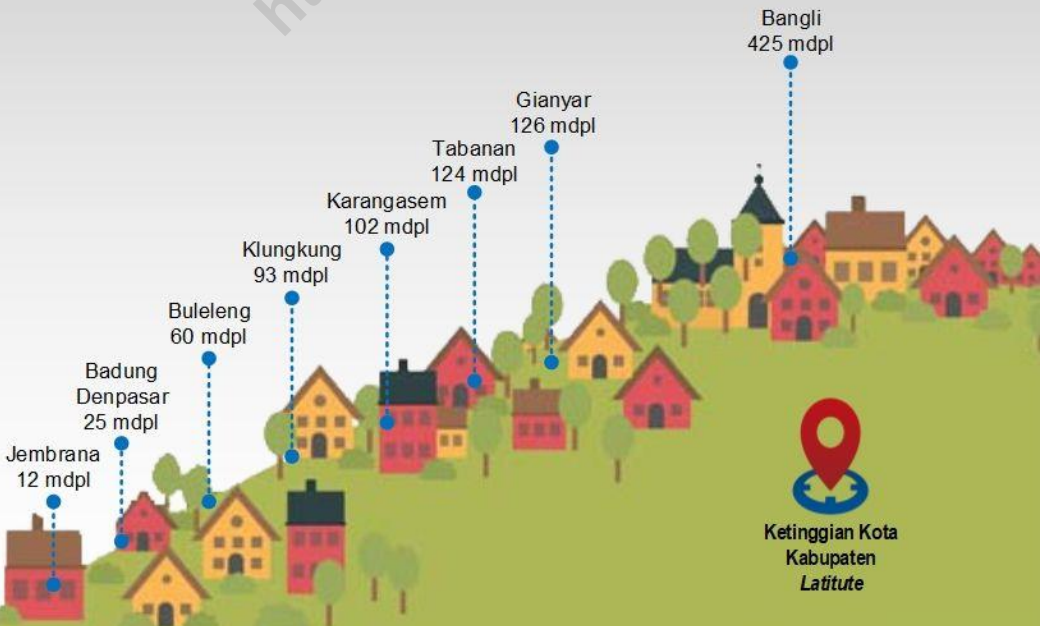 Bangli
425 mdpl
Gianyar
126 mdpl
Tabanan
124 mdpl
Karangasem
102 mdpl
Klungkung
93 mdpl
Buleleng
60 mdpl
Badung
Denpasar
25 mdpl
Jembrana
12 mdpl
Ketinggian Kota
Kabupaten
Latitute